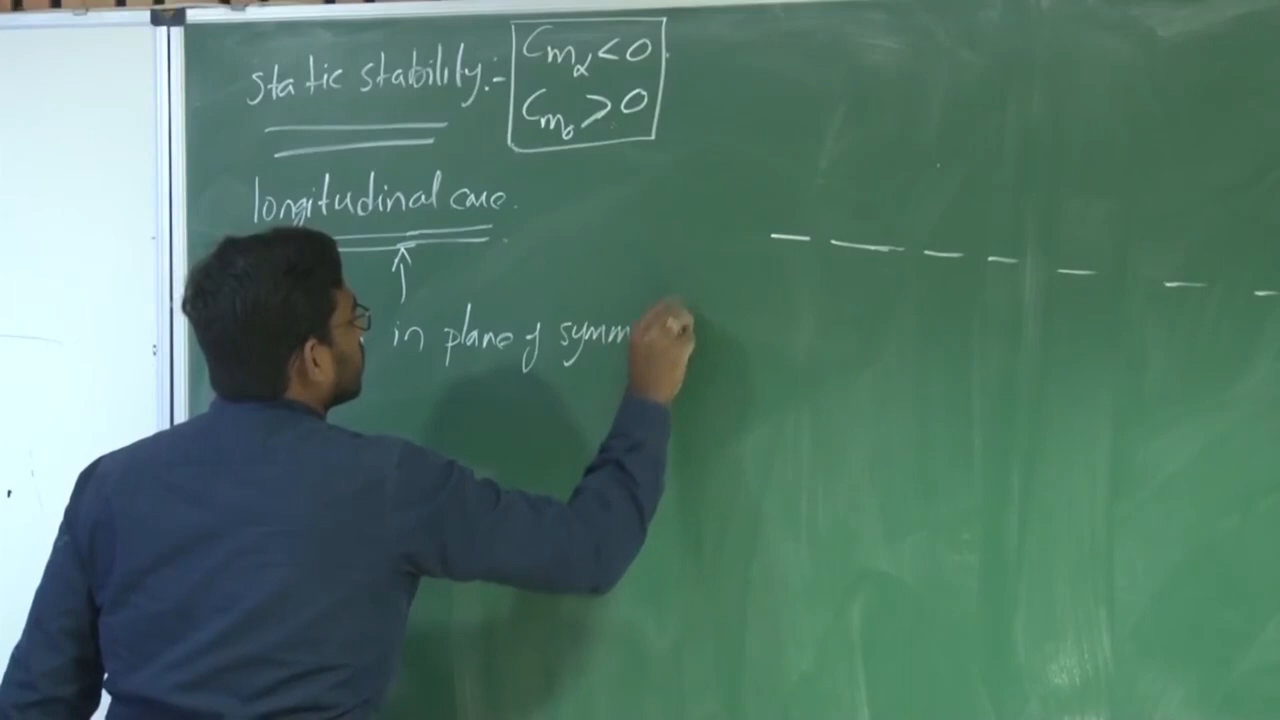 static stability:- Cmα < 0
Cm₀ > 0
longitudinal case.
in plane of symm